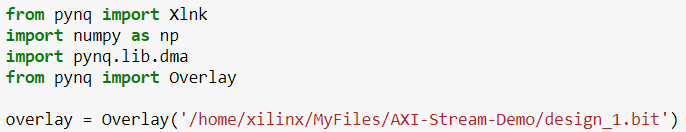 from pynq import Xlnk
import numpy as np
import pynq.lib.dma
from pynq import Overlay
overlay = Overlay('/home/xilinx/MyFiles/AXI-Stream-Demo/design_1.bit')